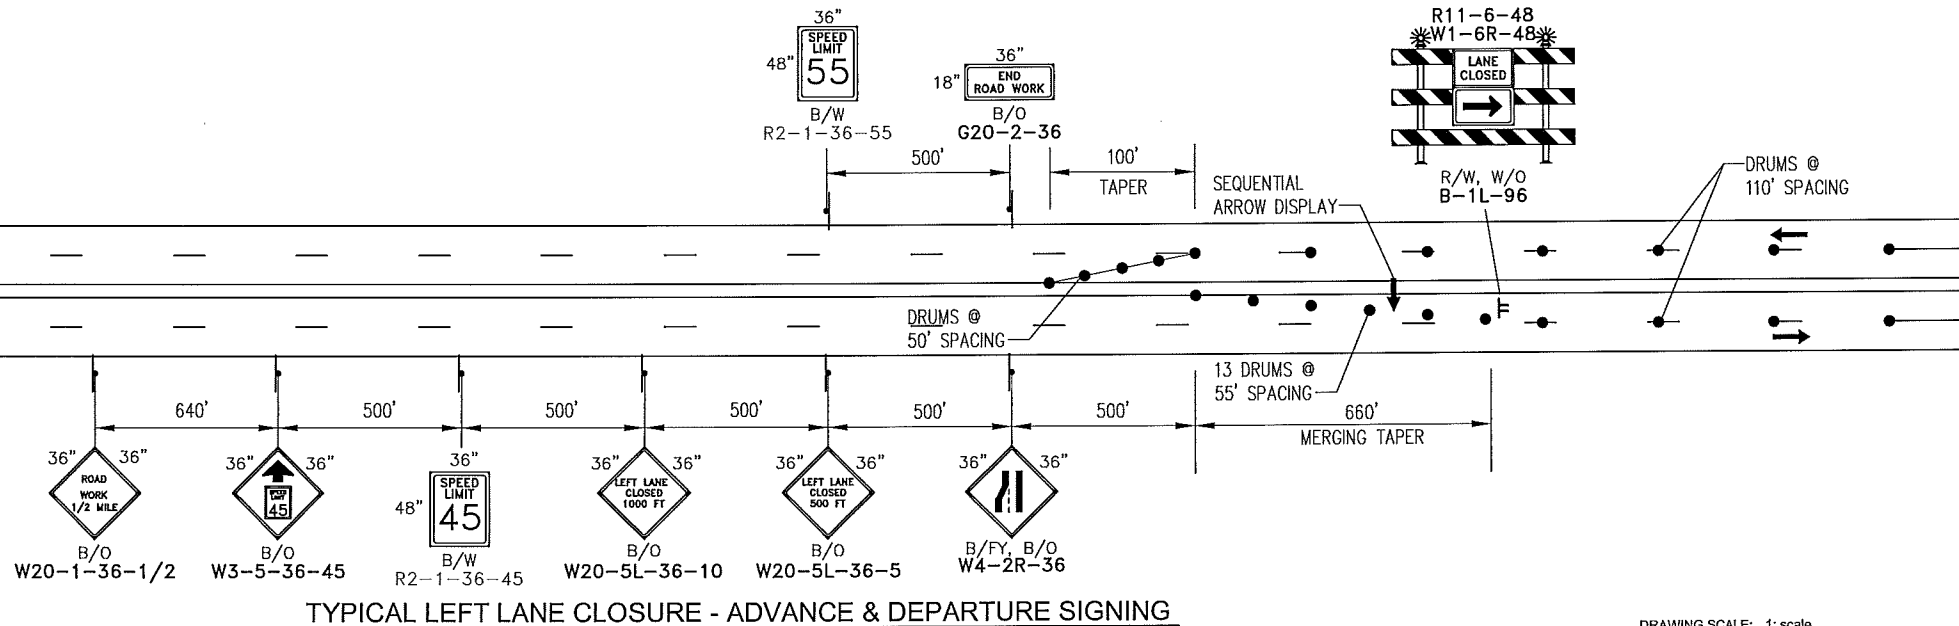 36"
48"
SPEED
LIMIT
55
B/W
R2-1-36-55
36"
18"
END
ROAD WORK
B/O
G20-2-36
R11-6-48
W1-6R-48
LANE
CLOSED
R/W, W/O
B-1L-96
500'
100'
TAPER
SEQUENTIAL
ARROW DISPLAY
DRUMS @
110' SPACING
DRUMS @
50' SPACING
13 DRUMS @
55' SPACING
640'
500'
500'
500'
500'
500'
660'
MERGING TAPER
36" 36"
ROAD
WORK
1/2 MILE
B/O
W20-1-36-1/2
36" 36"
SPEED
LIMIT
45
B/O
W3-5-36-45
36"
48"
SPEED
LIMIT
45
B/W
R2-1-36-45
36" 36"
LEFT LANE
CLOSED
1000 FT
B/O
W20-5L-36-10
36" 36"
LEFT LANE
CLOSED
500 FT
B/O
W20-5L-36-5
36" 36"
B/FY, B/O
W4-2R-36
TYPICAL LEFT LANE CLOSURE - ADVANCE & DEPARTURE SIGNING
DRAWING SCALE: 1: scale